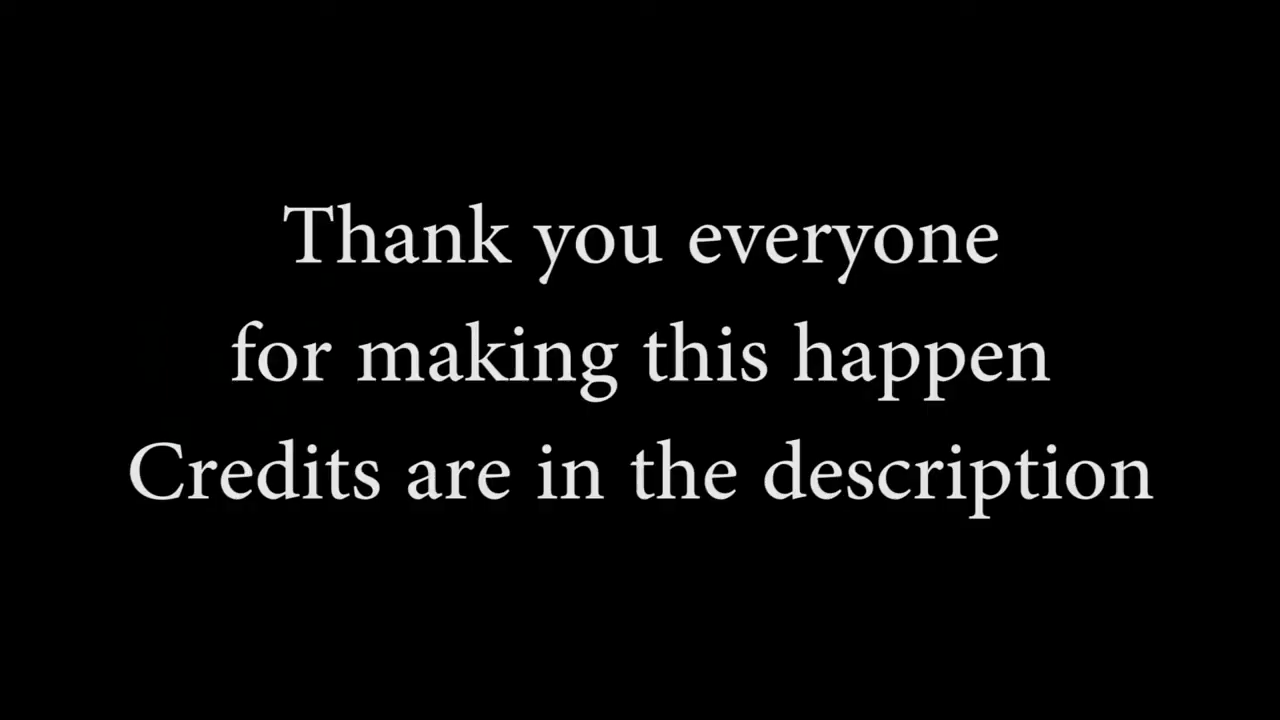 Thank you everyone
for making this happen
Credits are in the description